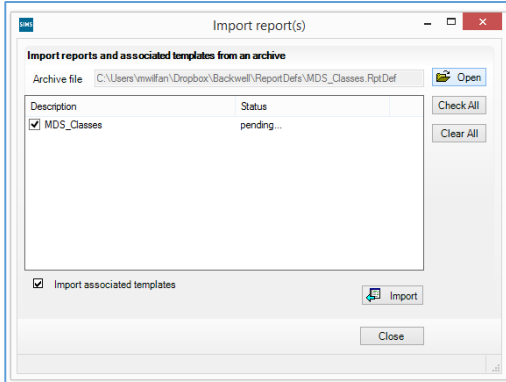 SIMS Import report(s)
Import reports and associated templates from an archive
Archive file C:\Users\mwilfan\Dropbox\Backwell\ReportDefs\MDS_Classes.RptDef Open
Description Status Check All
MDS_Classes pending...
Clear All
Import associated templates
Import
Close